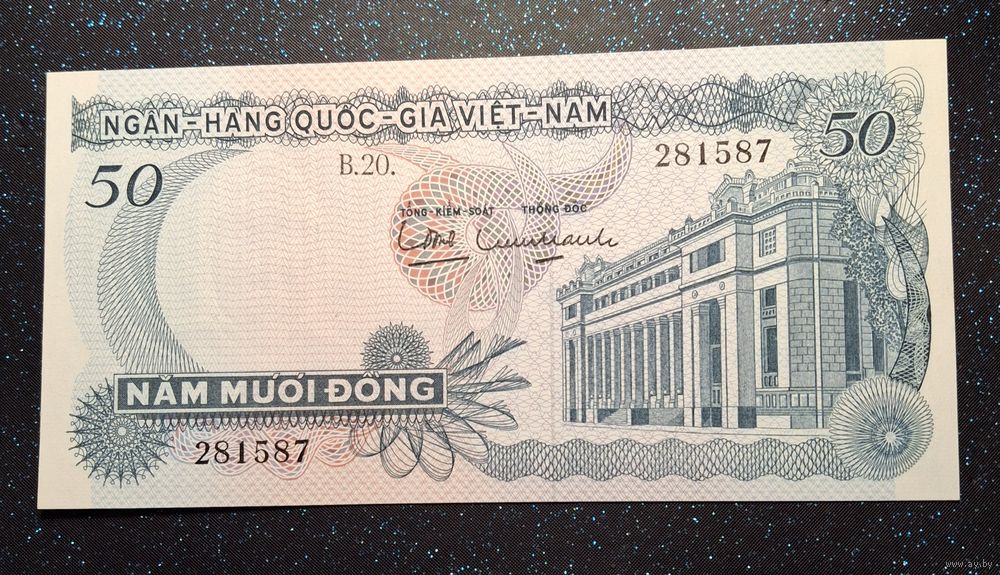 NGÂN-HÀNG QUỐC-GIA VIỆT-NAM
50
50
B.20.
281587
TỔNG-KIỂM-SOÁT THỐNG ĐỐC
NĂM MƯƠI ĐỒNG
281587
www.ay.by